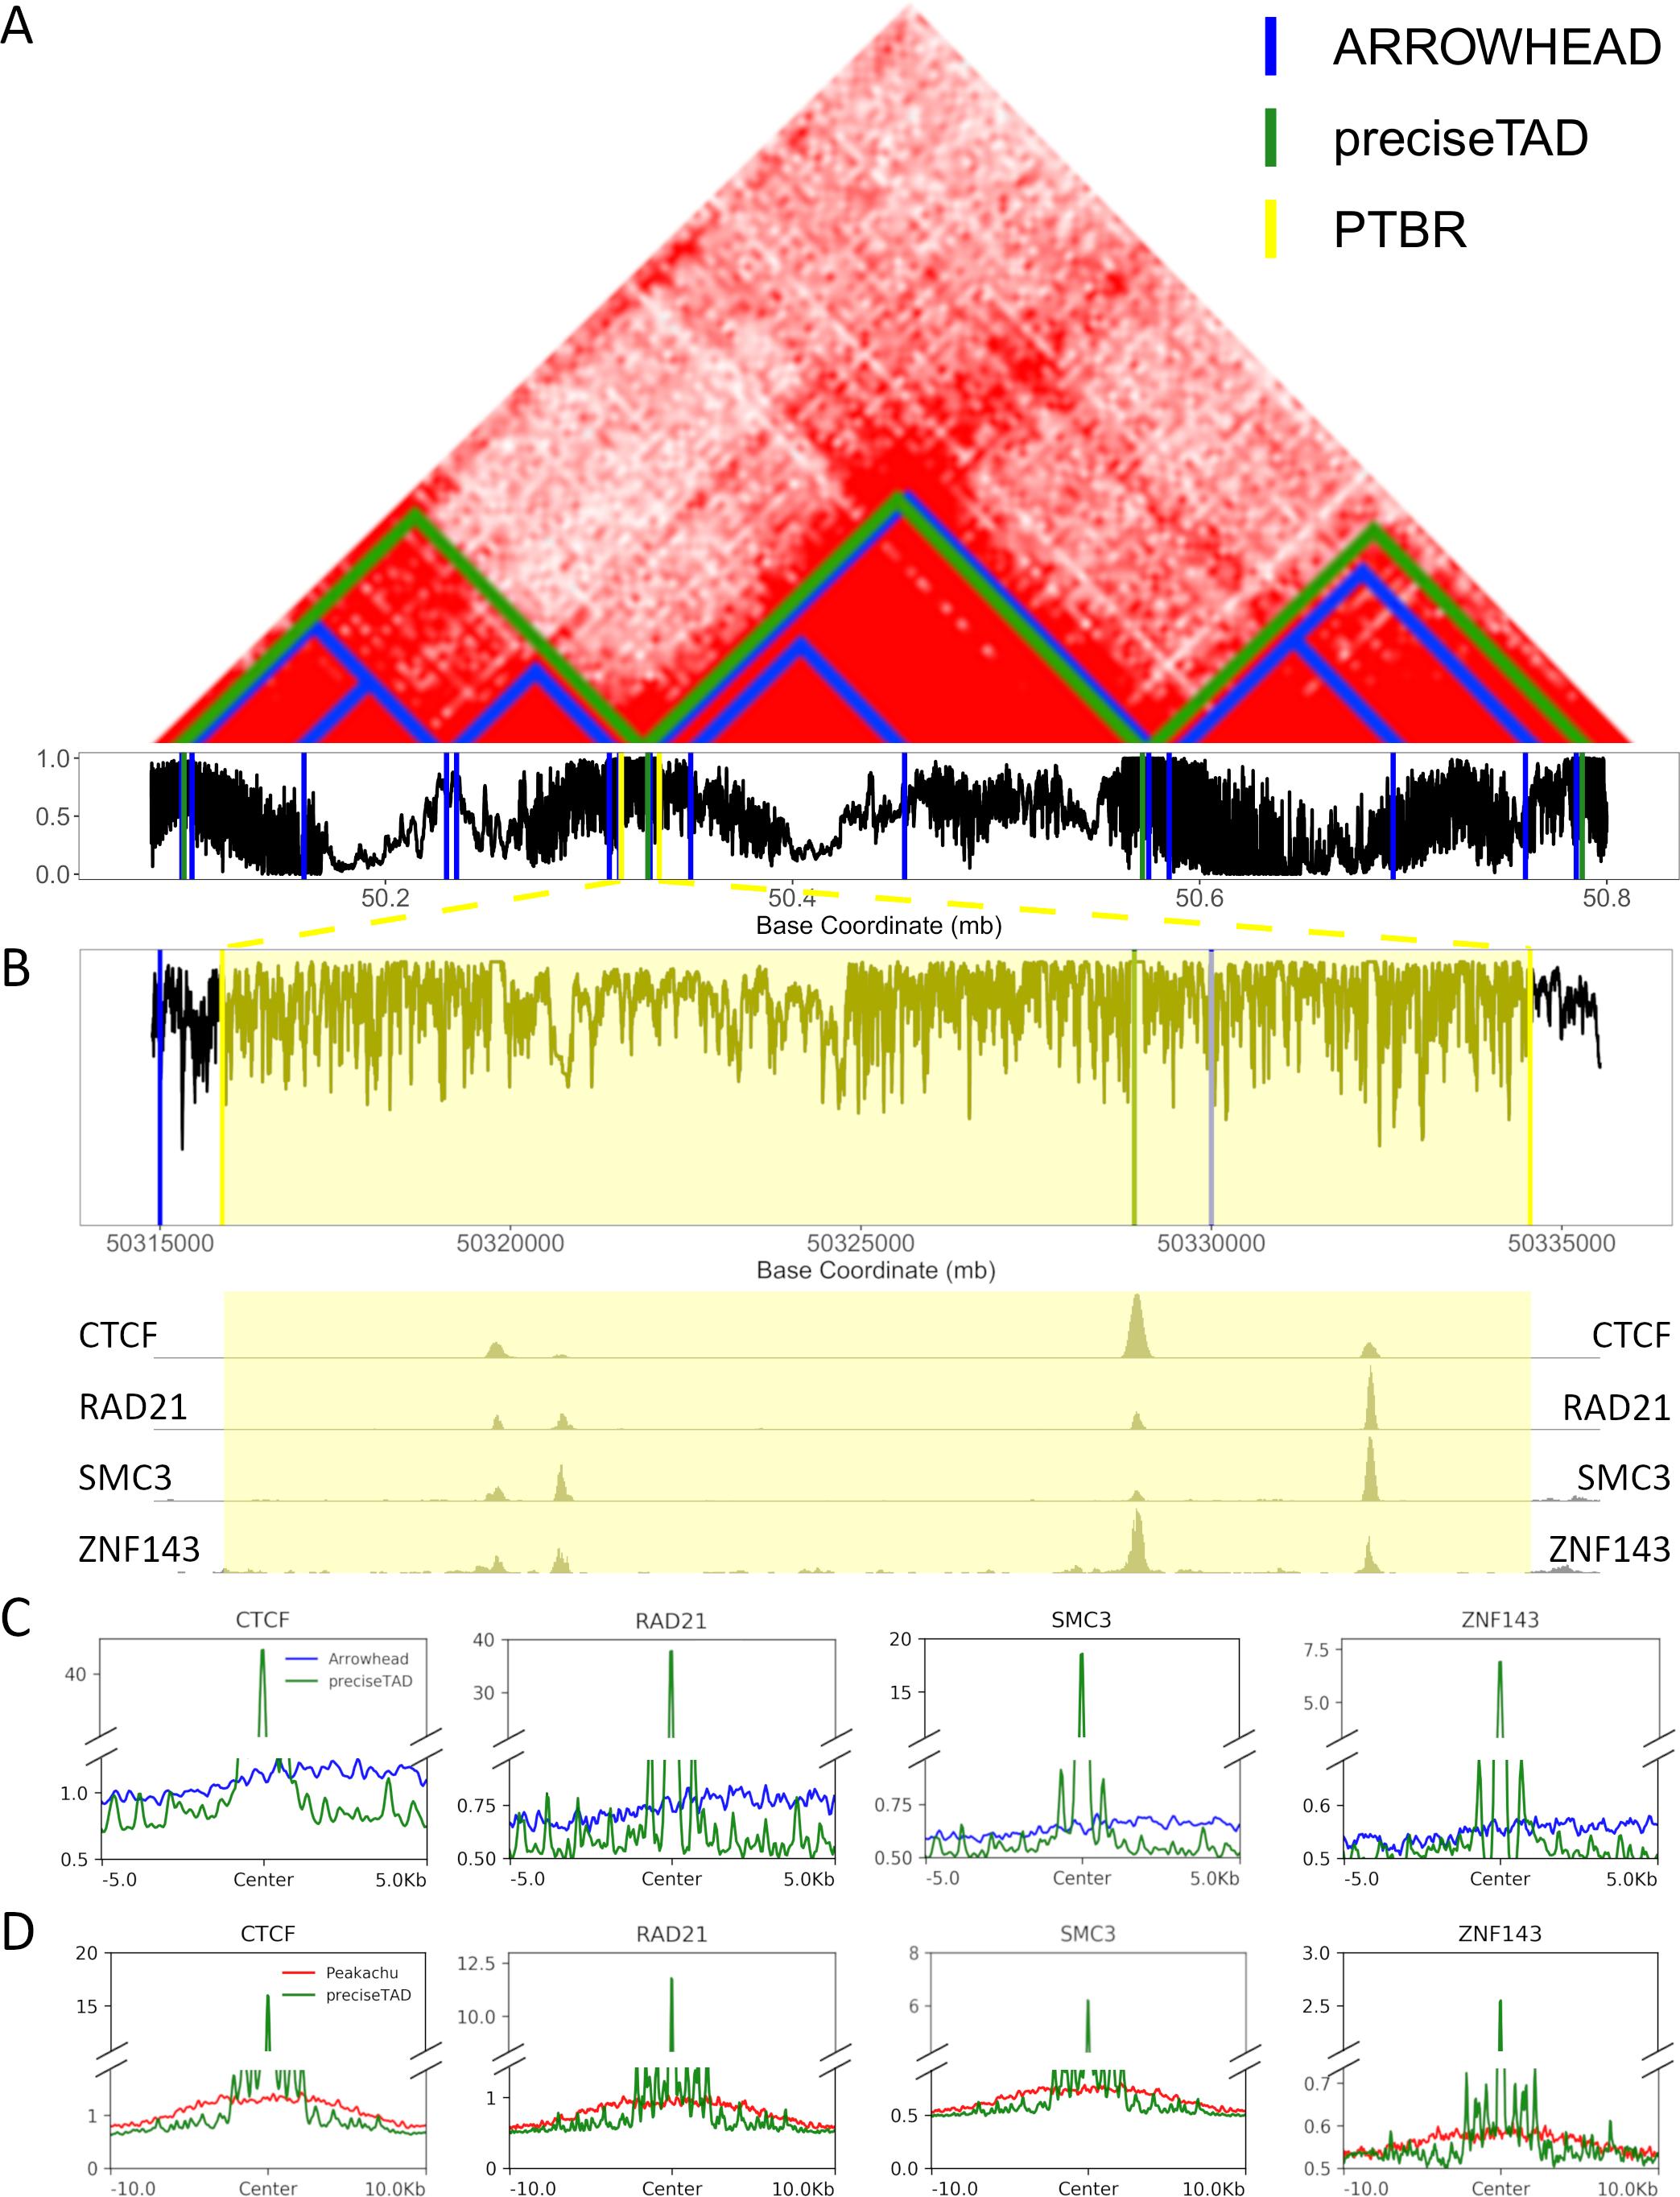 A
ARROWHEAD
preciseTAD
PTBR
1.0
0.5
0.0
50.2 50.4 50.6 50.8
Base Coordinate (mb)
B
50315000 50320000 50325000 50330000 50335000
Base Coordinate (mb)
CTCF CTCF
RAD21 RAD21
SMC3 SMC3
ZNF143 ZNF143
C
CTCF RAD21 SMC3 ZNF143
Arrowhead
preciseTAD
40
1.0
0.5
-5.0 Center 5.0Kb
40
30
0.75
0.50
-5.0 Center 5.0Kb
20
15
0.75
0.50
-5.0 Center 5.0Kb
7.5
5.0
0.6
0.5
-5.0 Center 5.0Kb
D
CTCF RAD21 SMC3 ZNF143
Peakachu
preciseTAD
20
15
1
0
-10.0 Center 10.0Kb
12.5
10.0
1
0
-10.0 Center 10.0Kb
8
6
0.5
0.0
-10.0 Center 10.0Kb
3.0
2.5
0.7
0.6
0.5
-10.0 Center 10.0Kb